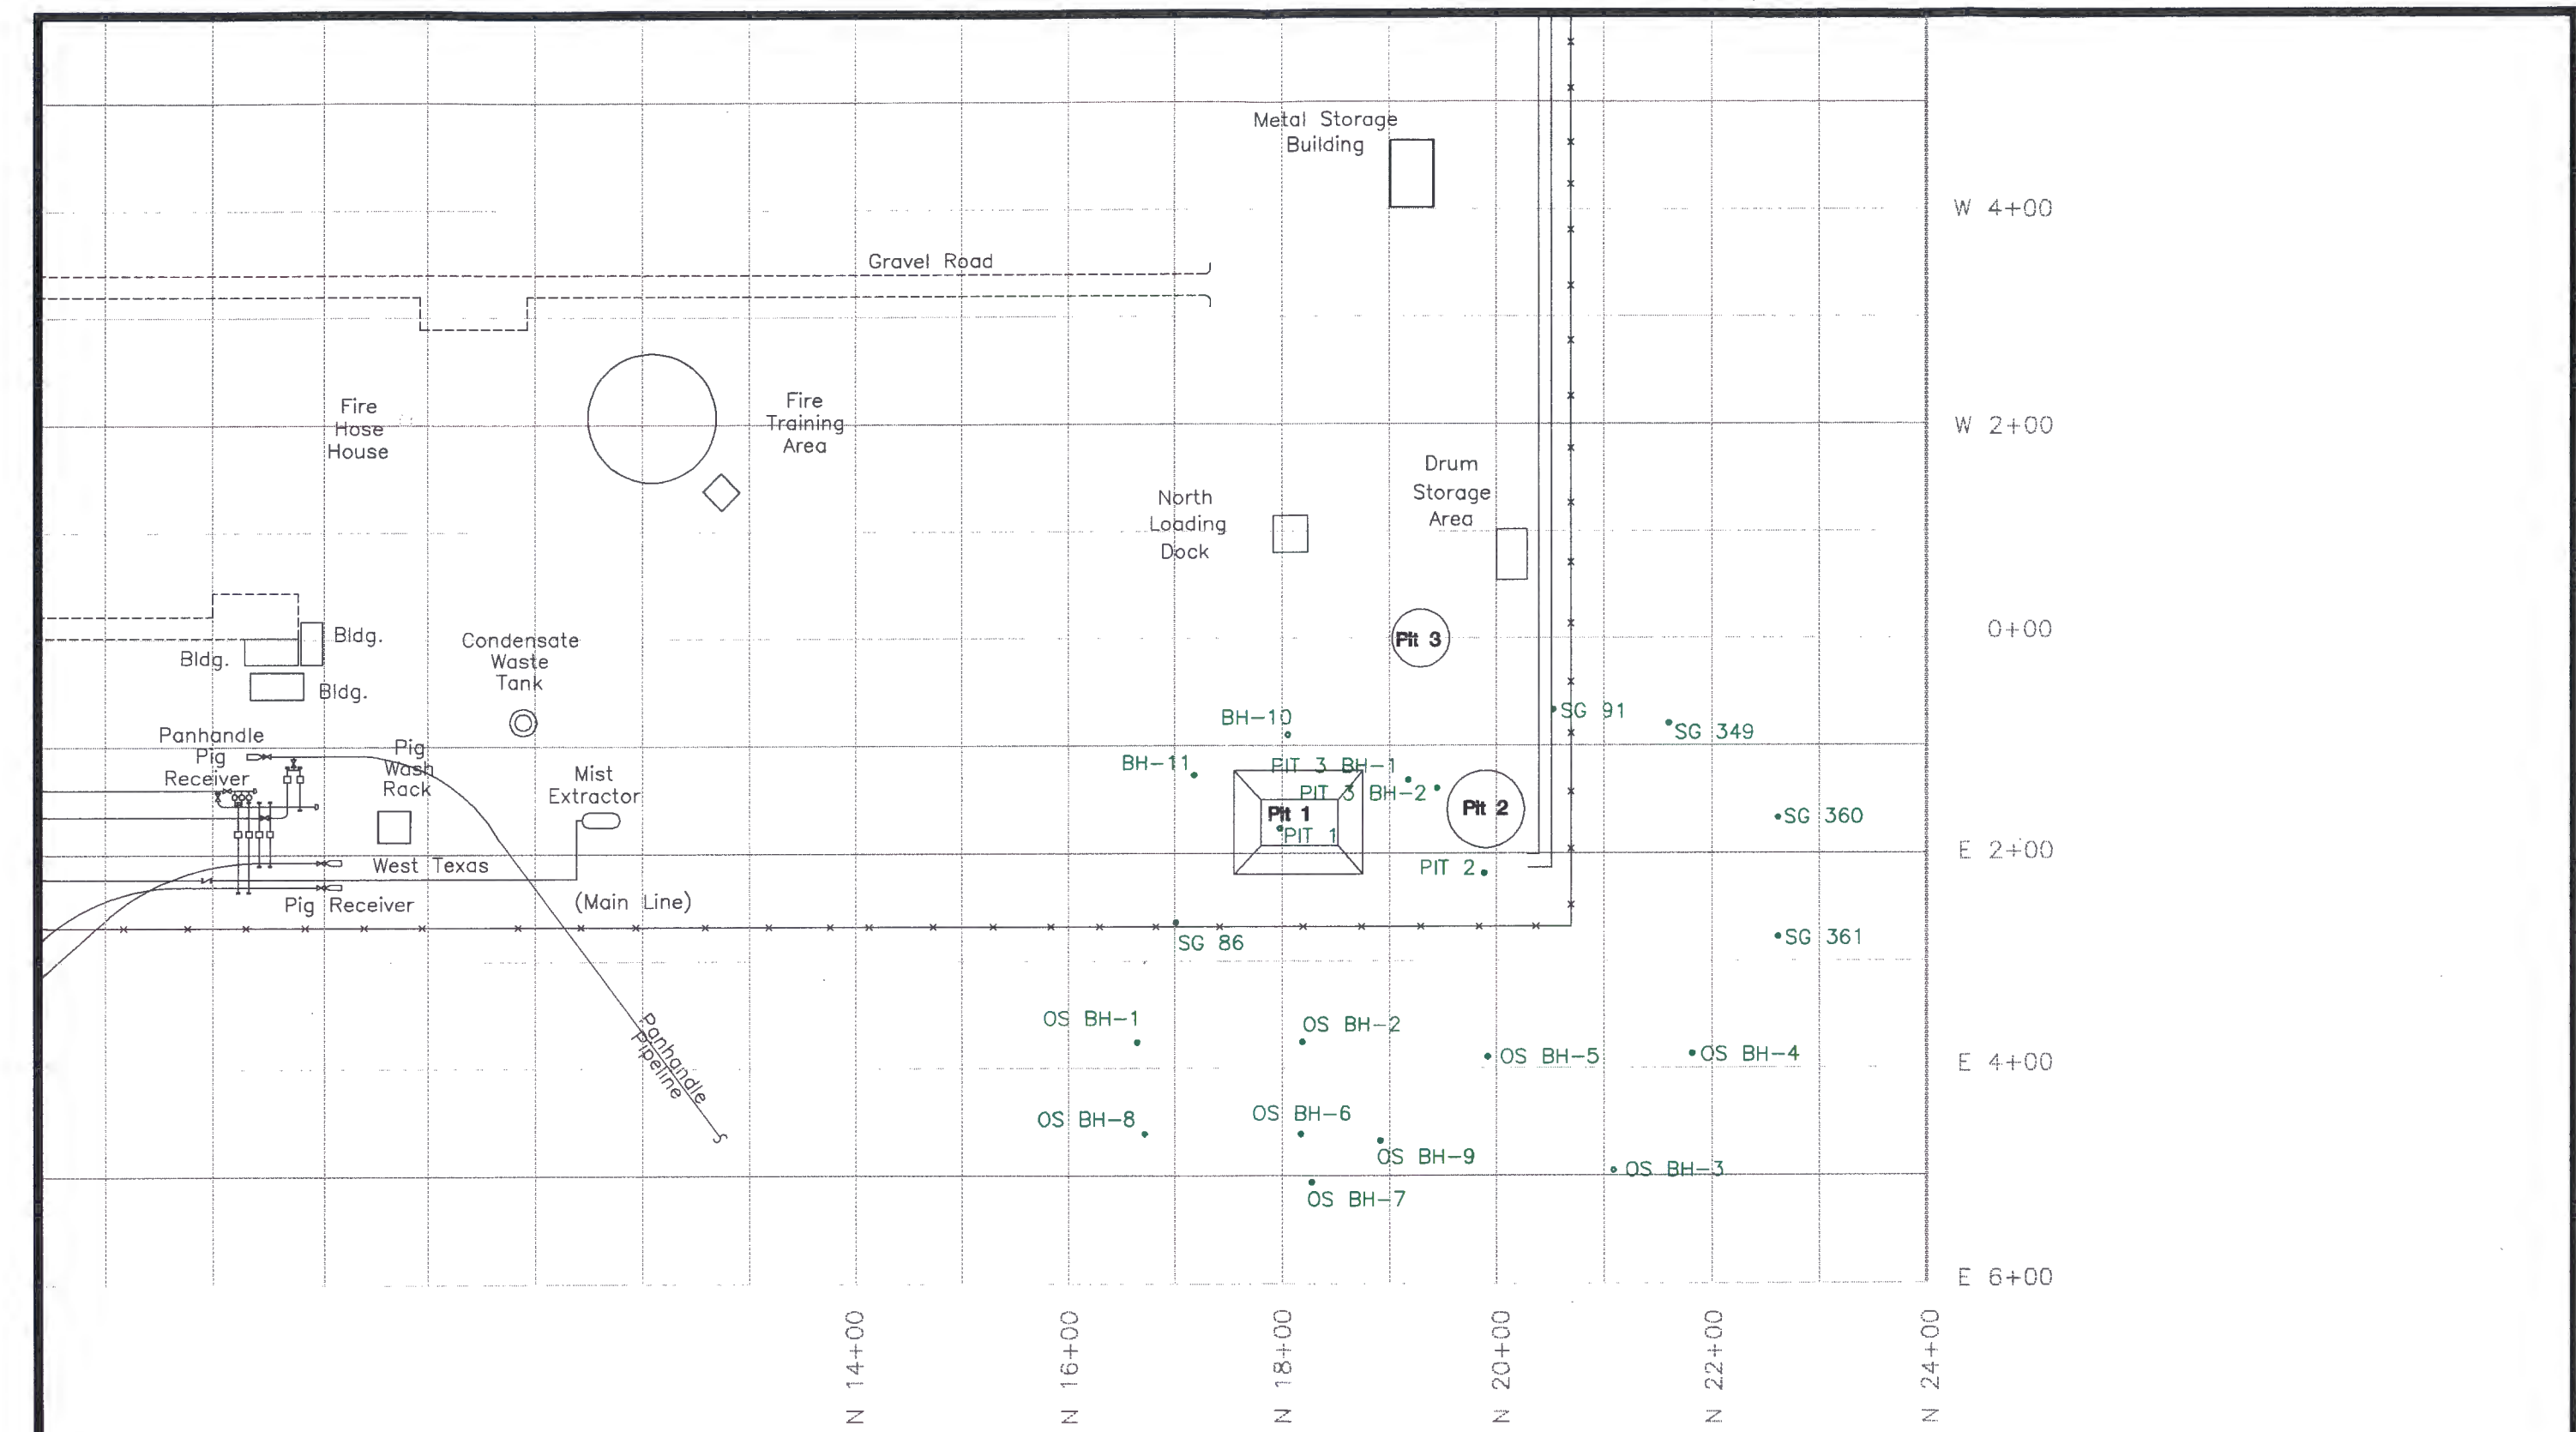 Metal Storage
Building
W 4+00
Gravel Road
Fire
Hose
House
Fire
Training
Area
W 2+00
Drum
Storage
Area
North
Loading
Dock
0+00
Pit 3
Bldg.
Bldg.
Bldg.
Condensate
Waste
Tank
Panhandle
Pig
Receiver
Pig
Wash
Rack
Mist
Extractor
BH-10
BH-11
SG 91
SG 349
PIT 3 BH-1
PIT 3 BH-2
Pit 1
PIT 1
Pit 2
SG 360
E 2+00
PIT 2
West Texas
Pig Receiver
(Main Line)
SG 86
SG 361
OS BH-1
OS BH-2
OS BH-5
OS BH-4
E 4+00
Panhandle
Pipeline
OS BH-8
OS BH-6
OS BH-9
OS BH-3
OS BH-7
E 6+00
N 14+00
N 16+00
N 18+00
N 20+00
N 22+00
N 24+00